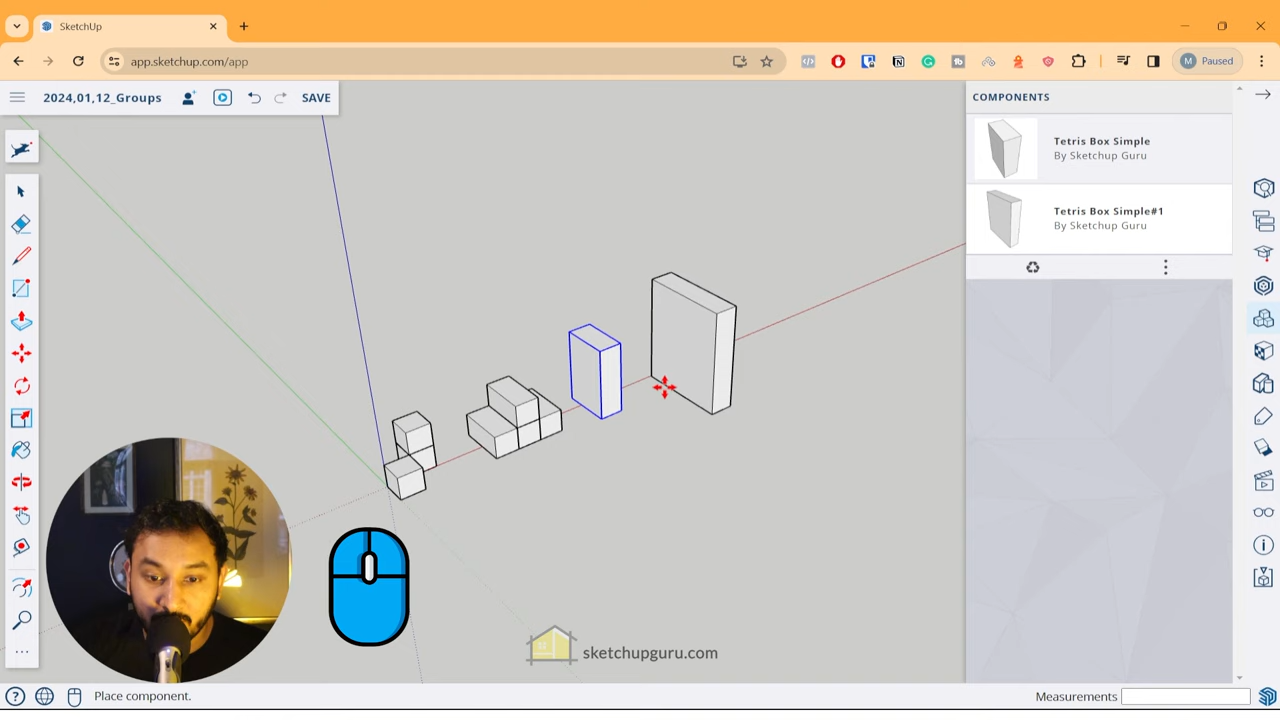 SketchUp
app.sketchup.com/app
M Paused
2024,01,12_Groups
SAVE
COMPONENTS
Tetris Box Simple
By Sketchup Guru
Tetris Box Simple#1
By Sketchup Guru
sketchupguru.com
Place component.
Measurements